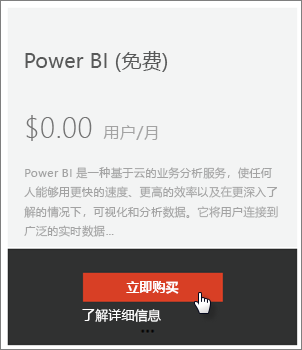 Power BI (免费)
$0.00 用户/月
Power BI 是一种基于云的业务分析服务，使任何
人能够用更快的速度、更高的效率以及在更深入了
解的情况下，可视化和分析数据。它将用户连接到
广泛的实时数据...
立即购买
了解详细信息